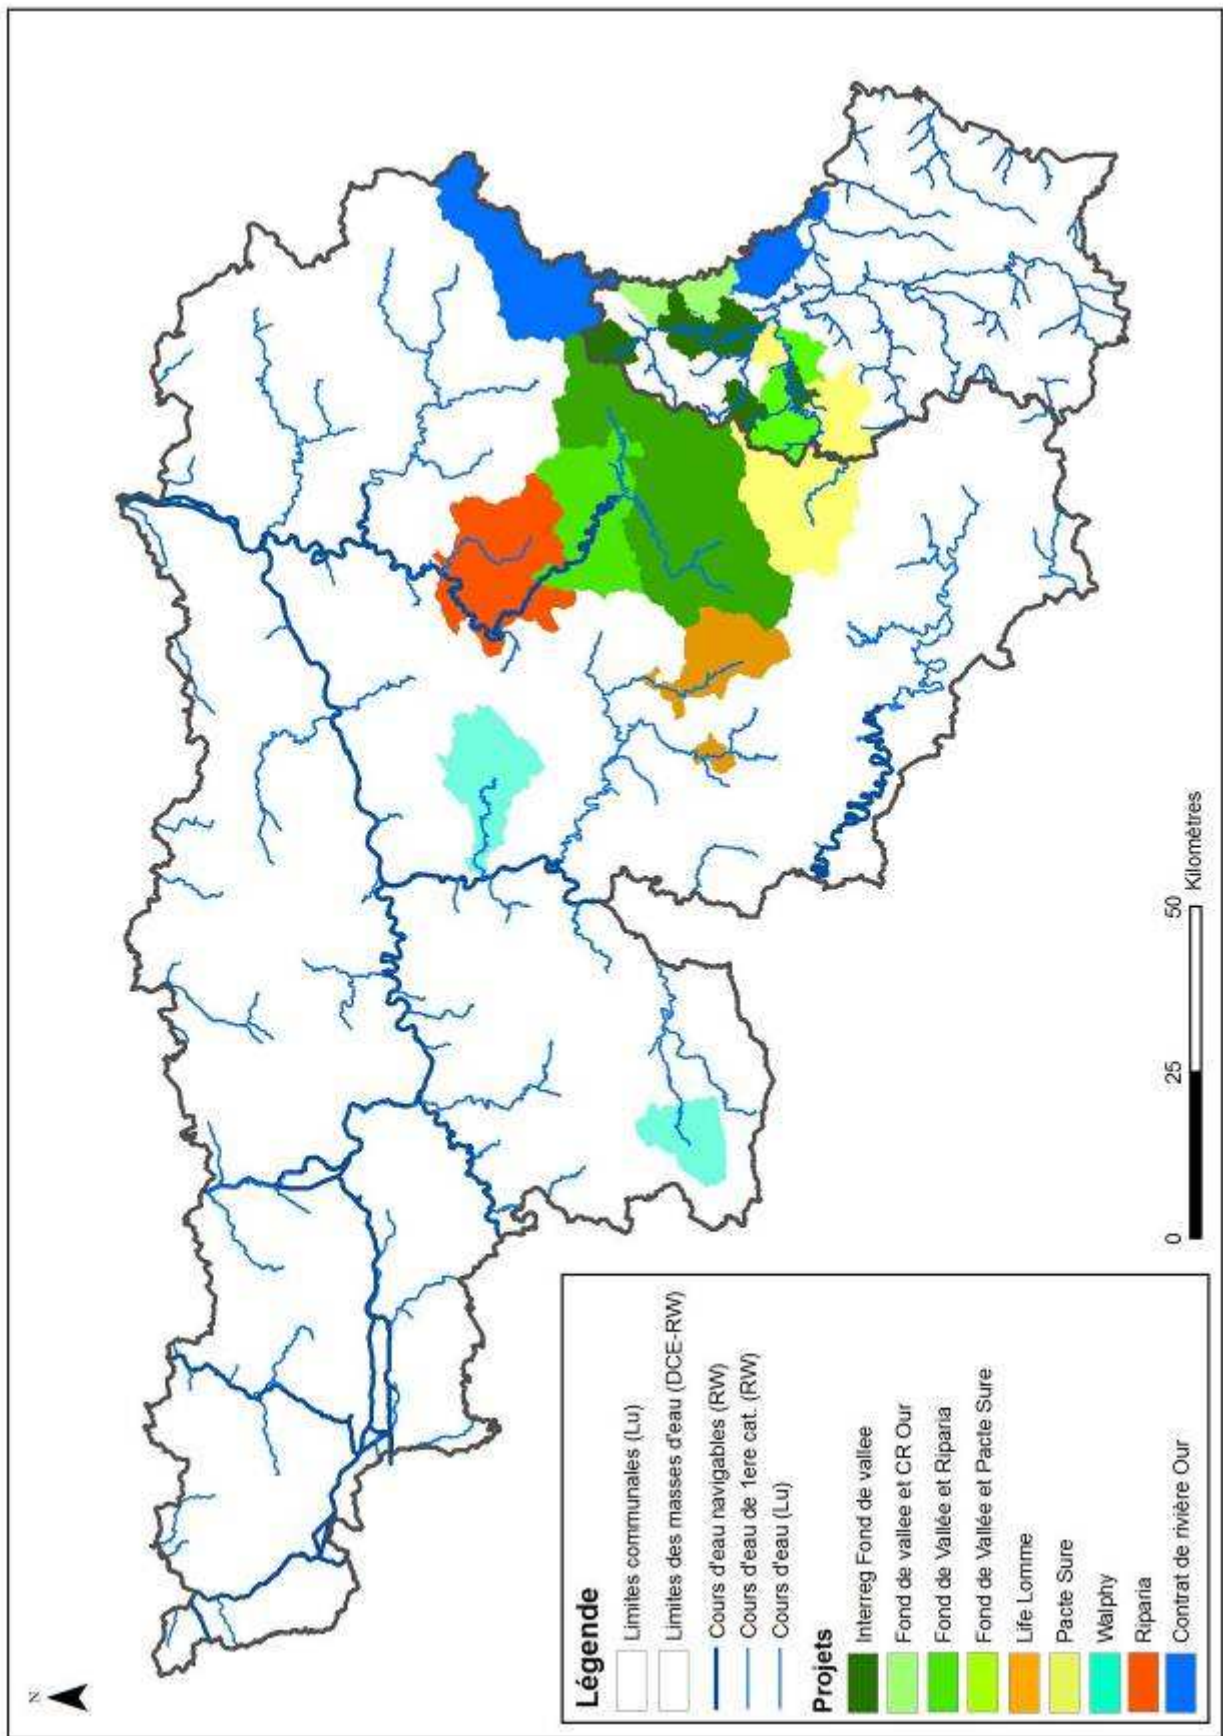 N
Légende
Limites communales (Lu)
Limites des masses d'eau (DCE-RW)
Cours d'eau navigables (RW)
Cours d'eau de 1ere cat. (RW)
Cours d'eau (Lu)
Projets
Interreg Fond de vallee
Fond de vallee et CR Our
Fond de Vallée et Riparia
Fond de Vallée et Pacte Sure
Life Lomme
Pacte Sure
Walphy
Riparia
Contrat de rivière Our
0 25 50
Kilomètres